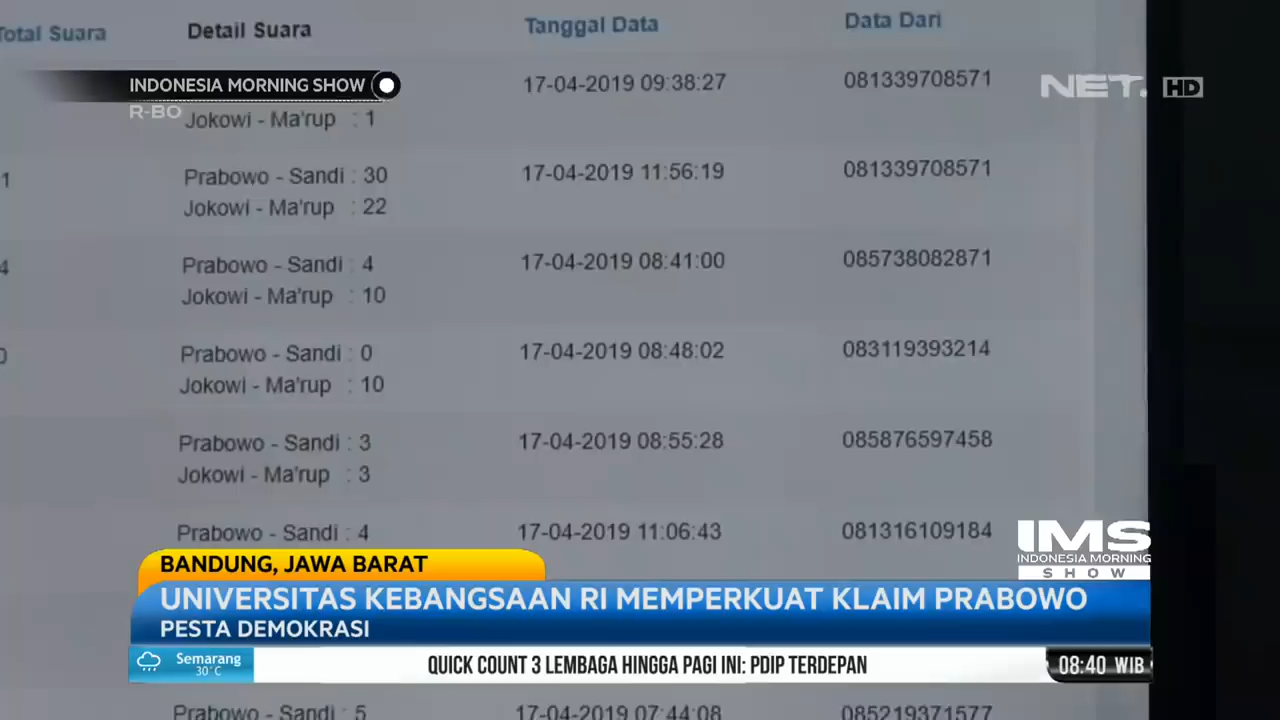 Total Suara Detail Suara Tanggal Data Data Dari
INDONESIA MORNING SHOW
R-BO
NET. HD
17-04-2019 09:38:27 081339708571
Jokowi - Ma'rup : 1
1 Prabowo - Sandi : 30 17-04-2019 11:56:19 081339708571
Jokowi - Ma'rup : 22
4 Prabowo - Sandi : 4 17-04-2019 08:41:00 085738082871
Jokowi - Ma'rup : 10
0 Prabowo - Sandi : 0 17-04-2019 08:48:02 083119393214
Jokowi - Ma'rup : 10
Prabowo - Sandi : 3 17-04-2019 08:55:28 085876597458
Jokowi - Ma'rup : 3
Prabowo - Sandi : 4 17-04-2019 11:06:43 081316109184
IMS
INDONESIA MORNING
SHOW
BANDUNG, JAWA BARAT
UNIVERSITAS KEBANGSAAN RI MEMPERKUAT KLAIM PRABOWO
PESTA DEMOKRASI
Semarang
30°C
QUICK COUNT 3 LEMBAGA HINGGA PAGI INI: PDIP TERDEPAN
08:40 WIB
Prabowo - Sandi : 5 17-04-2019 07:44:08 085219371577